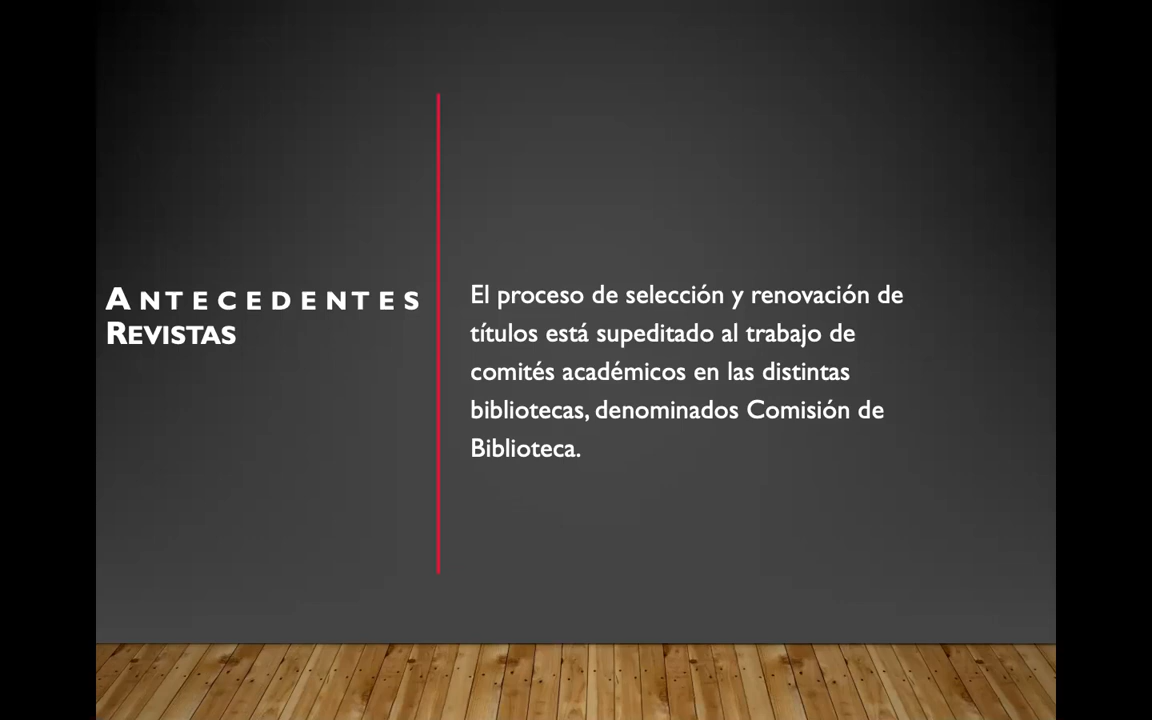 ANTECEDENTES
REVISTAS
El proceso de selección y renovación de
títulos está supeditado al trabajo de
comités académicos en las distintas
bibliotecas, denominados Comisión de
Biblioteca.